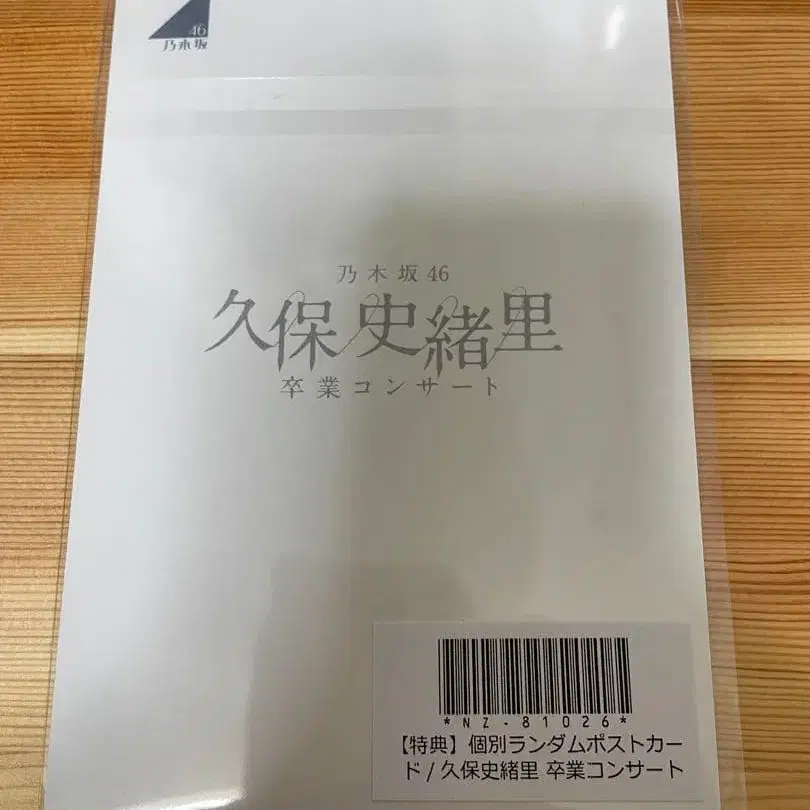 46
乃木坂
乃木坂46
久保史緒里
卒業コンサート
*NZ-81026*
【特典】個別ランダムポストカー
ド/久保史緒里 卒業コンサート